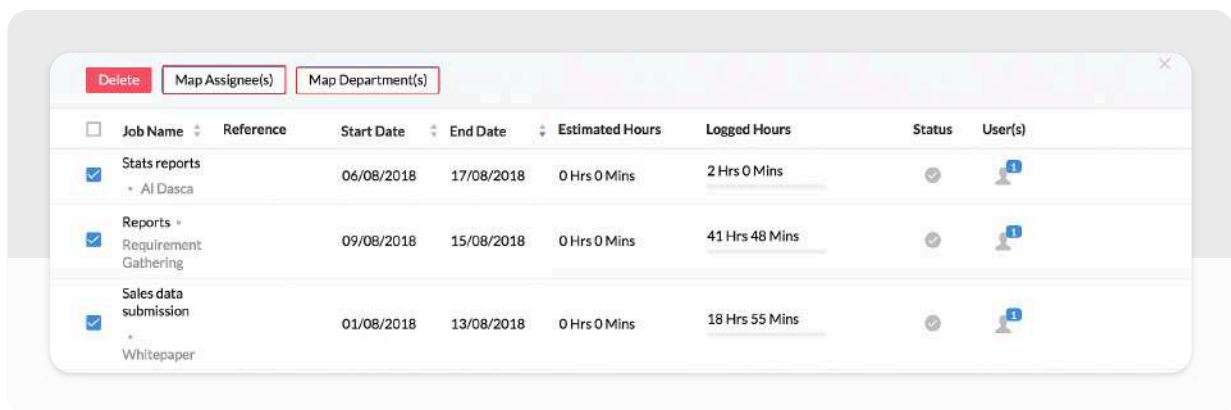 Delete Map Assignee(s) Map Department(s)
Job Name Reference Start Date End Date Estimated Hours Logged Hours Status User(s)
Stats reports
• Al Dasca
06/08/2018 17/08/2018 0 Hrs 0 Mins 2 Hrs 0 Mins 1
Reports •
Requirement
Gathering
09/08/2018 15/08/2018 0 Hrs 0 Mins 41 Hrs 48 Mins 1
Sales data
submission
•
Whitepaper
01/08/2018 13/08/2018 0 Hrs 0 Mins 18 Hrs 55 Mins 1